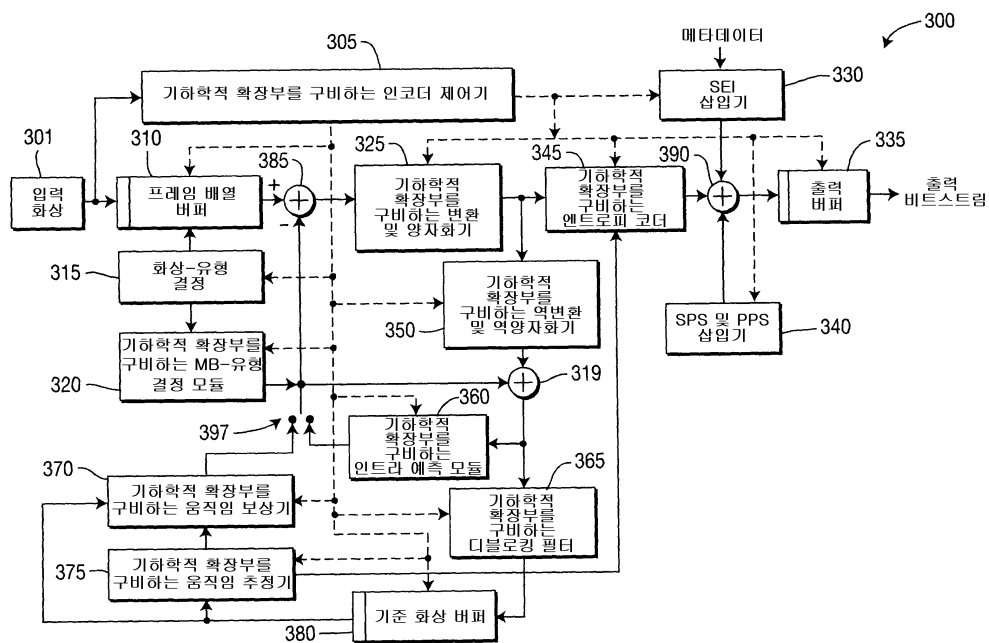 메타데이터
300
305
기하학적 확장부를 구비하는 인코더 제어기
SEI
삽입기
330
301
입력
화상
310
프레임 배열
버퍼
+
-
385
325
기하학적
확장부를
구비하는 변환
및 양자화기
345
기하학적
확장부를
구비하는
엔트로피 코더
390
335
출력
버퍼
출력
비트스트림
315
화상-유형
결정
기하학적
확장부를
구비하는 역변환
및 역양자화기
350
SPS 및 PPS
삽입기
340
기하학적 확장부를
구비하는 MB-유형
결정 모듈
320
319
397
360
기하학적
확장부를
구비하는
인트라 예측 모듈
365
기하학적
확장부를
구비하는
디블로킹 필터
370
기하학적 확장부를
구비하는 움직임 보상기
375
기하학적 확장부를
구비하는 움직임 추정기
380
기준 화상 버퍼